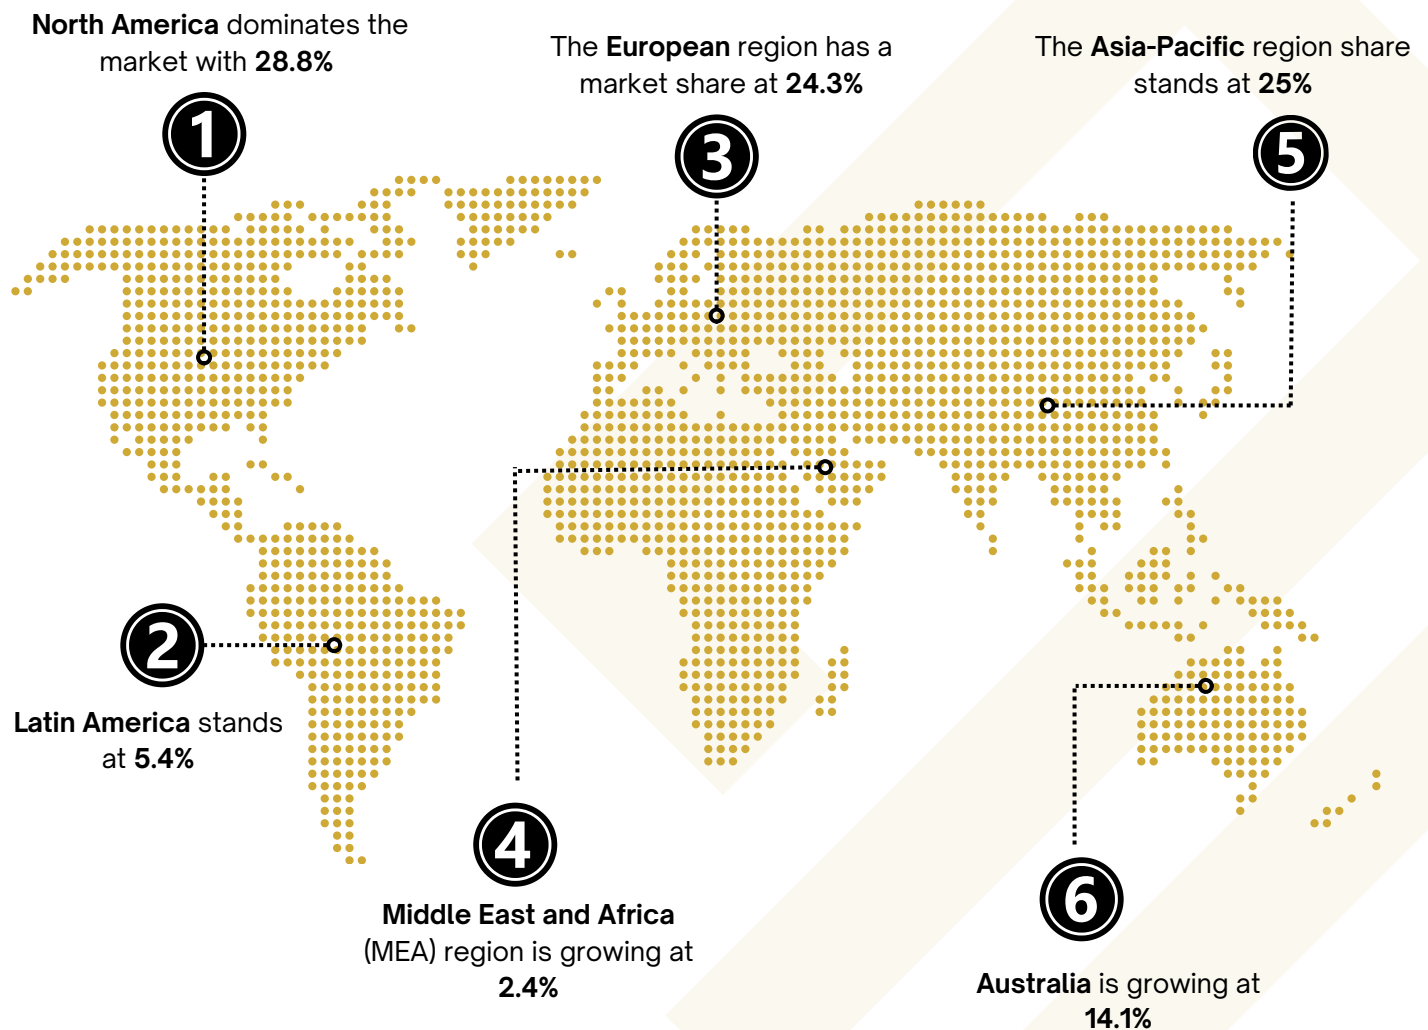 North America dominates the
market with 28.8%
1
The European region has a
market share at 24.3%
3
The Asia-Pacific region share
stands at 25%
5
2
Latin America stands
at 5.4%
4
Middle East and Africa
(MEA) region is growing at
2.4%
6
Australia is growing at
14.1%